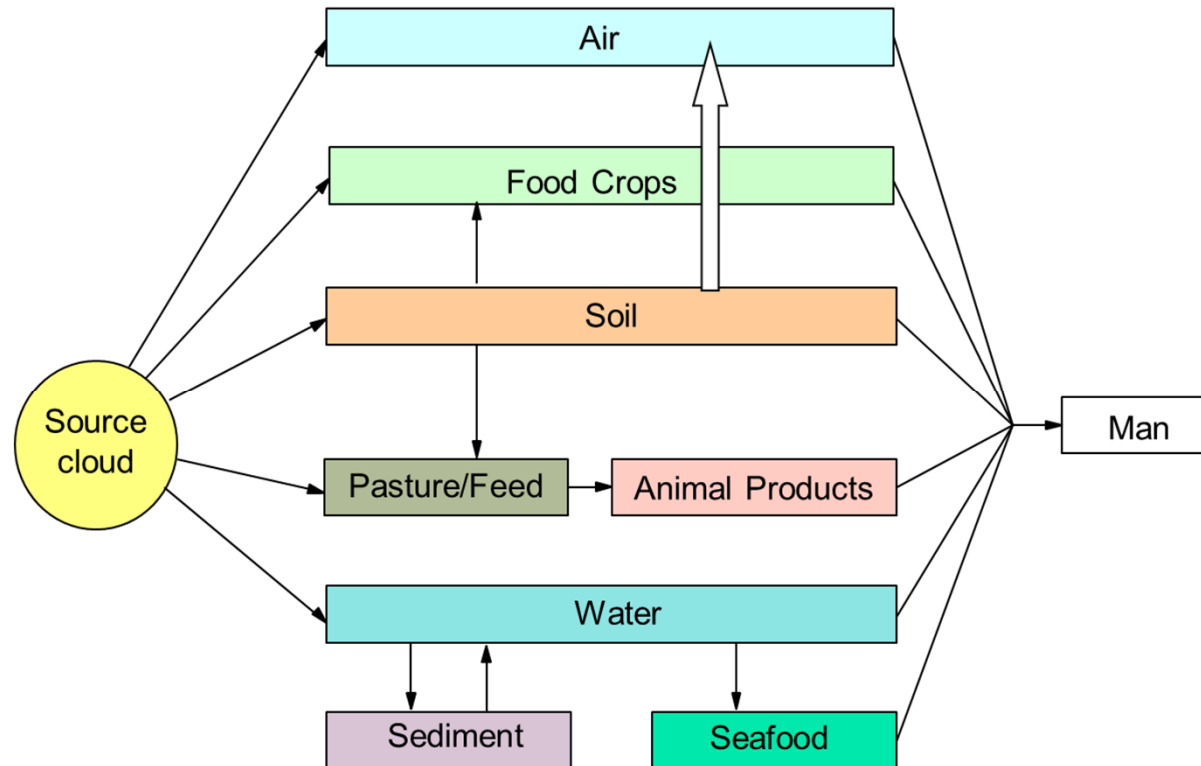 Air
Food Crops
Soil
Source
cloud
Man
Pasture/Feed
Animal Products
Water
Sediment
Seafood